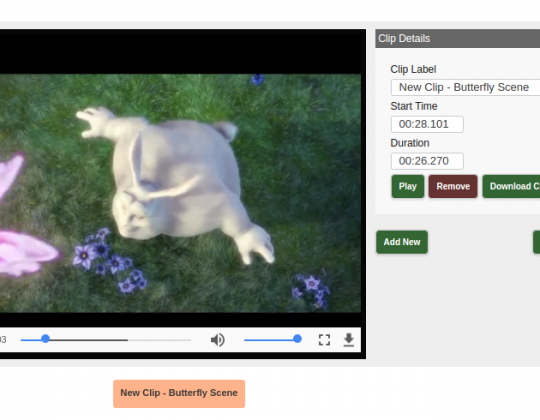 Clip Details
Clip Label
New Clip - Butterfly Scene
Start Time
00:28.101
Duration
00:26.270
Play
Remove
Download C
Add New
03
New Clip - Butterfly Scene